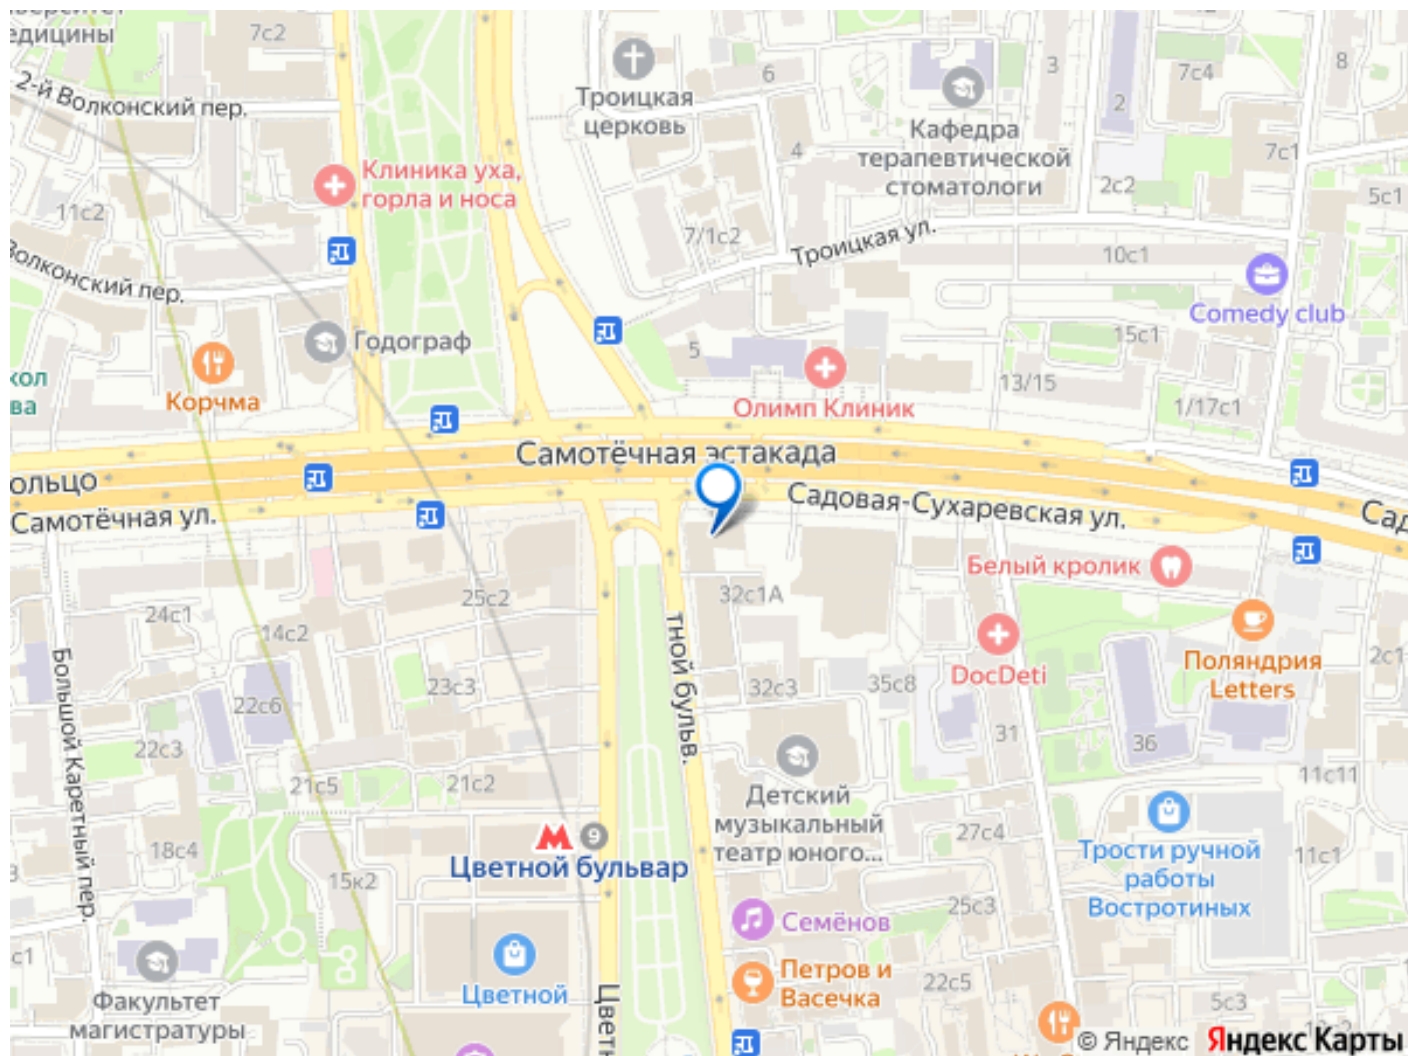 едицины
7с2
2-й Волконский пер.
Троицкая
церковь
6
3
8
7с4
2
Кафедра
терапевтической
стоматологи
4
7с1
2с2
5с1
Клиника уха,
горла и носа
11с2
7/1с2
Троицкая ул.
10с1
Волконский пер.
Comedy club
Годограф
5
15с1
13/15
Корчма
Олимп Клиник
1/17с1
кол
ва
Самотёчная эстакада
ольцо
Самотёчная ул.
Садовая-Сухаревская ул.
Сад
Белый кролик
25с2
32с1А
24с1
14с2
DocDeti
Поляндрия
Letters
2с1
Большой Каретный пер.
тной бульв.
23с3
32с3
35с8
22с6
31
36
22с3
21с5
21с2
11с11
Детский
музыкальный
театр юного...
9
Цветной бульвар
27с4
Трости ручной
работы
Востротиных
18с4
15к2
11с1
3
25с3
Семёнов
с1
Петров и
Васечка
22с5
Цветной
Цветн
Факультет
магистратуры
5с3
© Яндекс Яндекс Карты